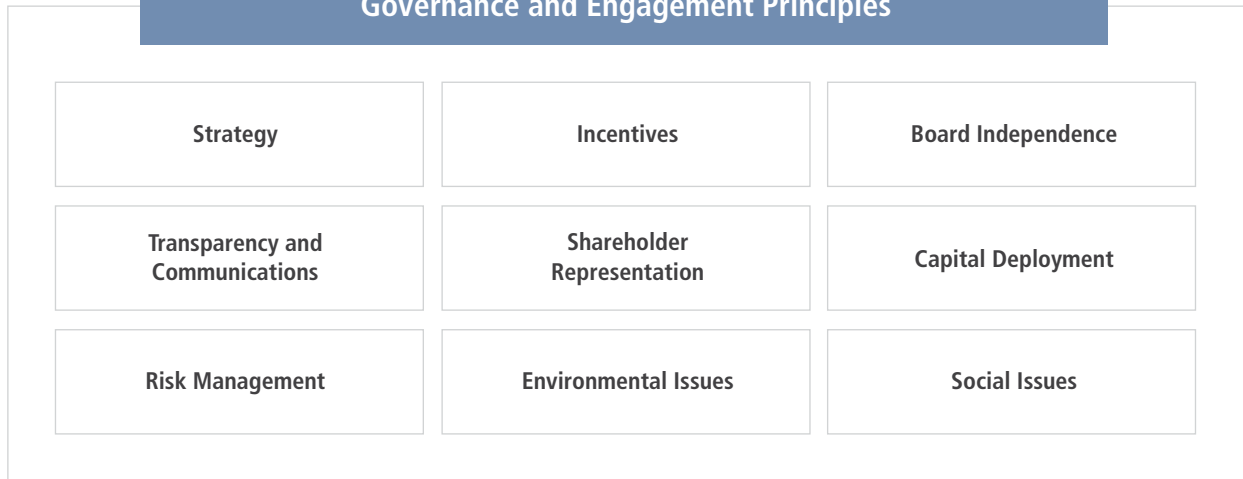 Governance and Engagement Principles
Strategy
Incentives
Board Independence
Transparency and
Communications
Shareholder
Representation
Capital Deployment
Risk Management
Environmental Issues
Social Issues